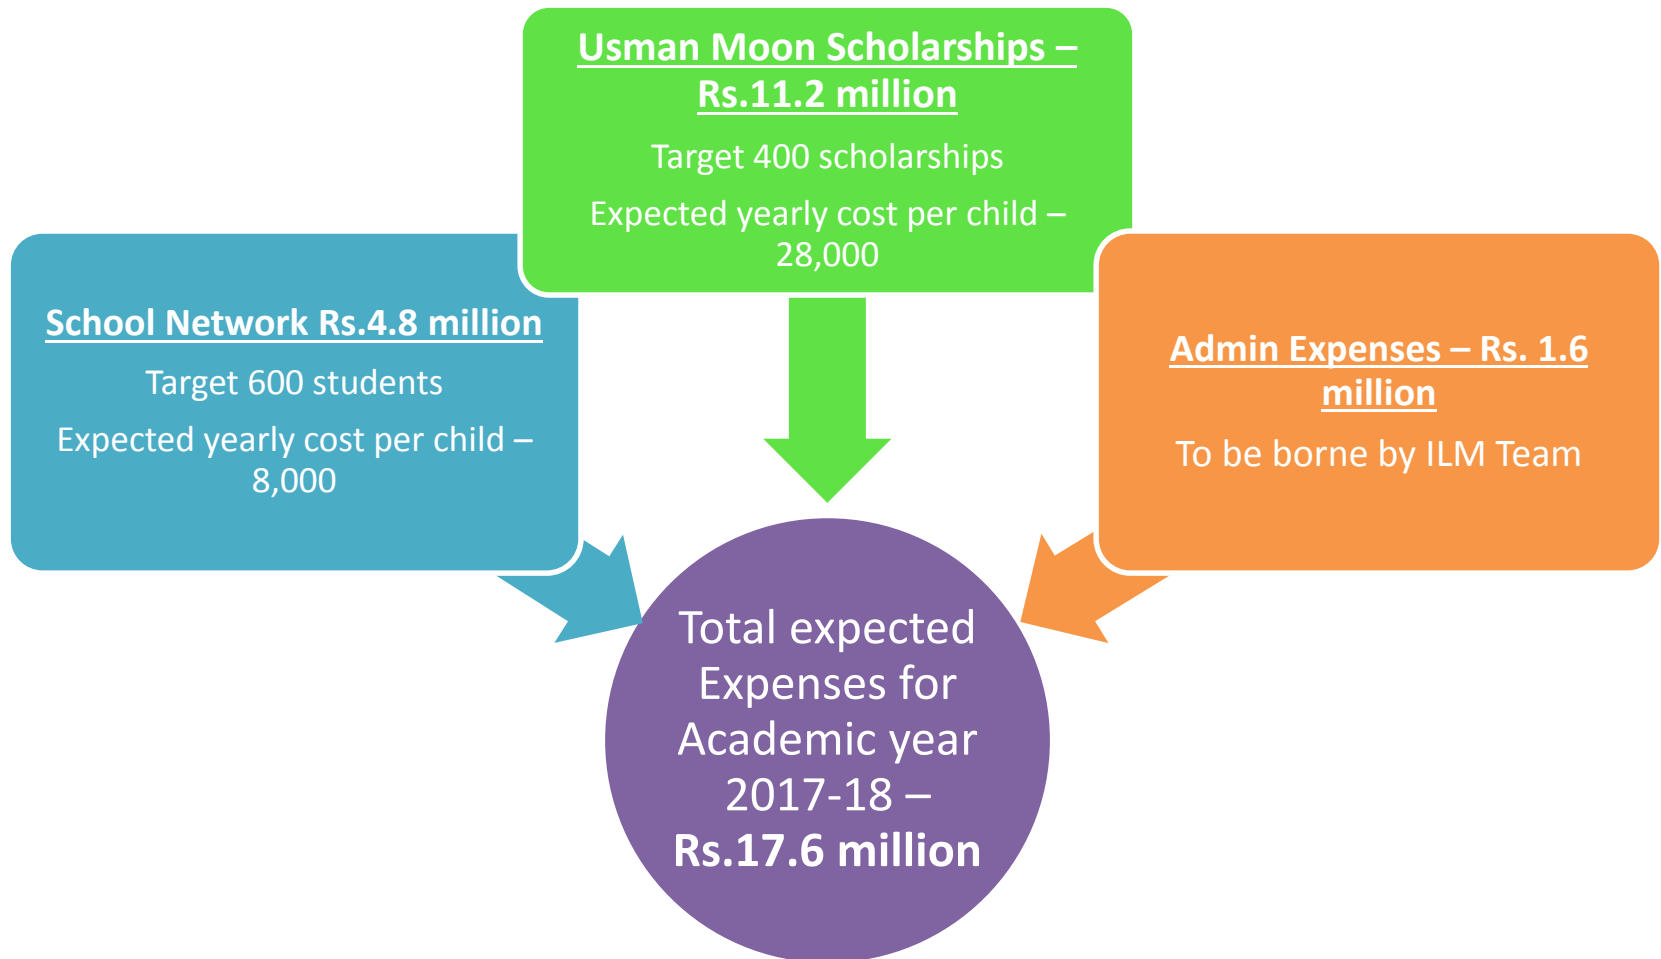 Usman Moon Scholarships –
Rs.11.2 million
Target 400 scholarships
Expected yearly cost per child –
28,000
School Network Rs.4.8 million
Target 600 students
Expected yearly cost per child –
8,000
Admin Expenses – Rs. 1.6
million
To be borne by ILM Team
Total expected
Expenses for
Academic year
2017-18 –
Rs.17.6 million